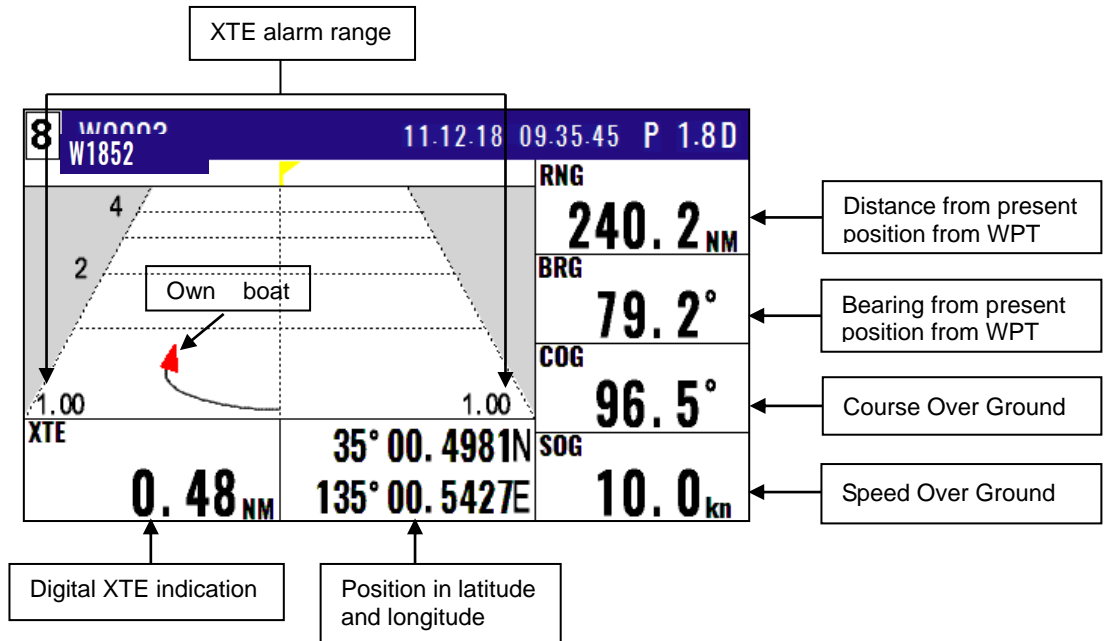 XTE alarm range
8
W1852
11.12.18 09.35.45 P 1.8D
4
2
Own boat
1.00
1.00
RNG
240.2NM
BRG
79.2°
COG
96.5°
SOG
10.0kn
XTE
0.48NM
35°00.4981N
135°00.5427E
Distance from present
position from WPT
Bearing from present
position from WPT
Course Over Ground
Speed Over Ground
Digital XTE indication
Position in latitude
and longitude